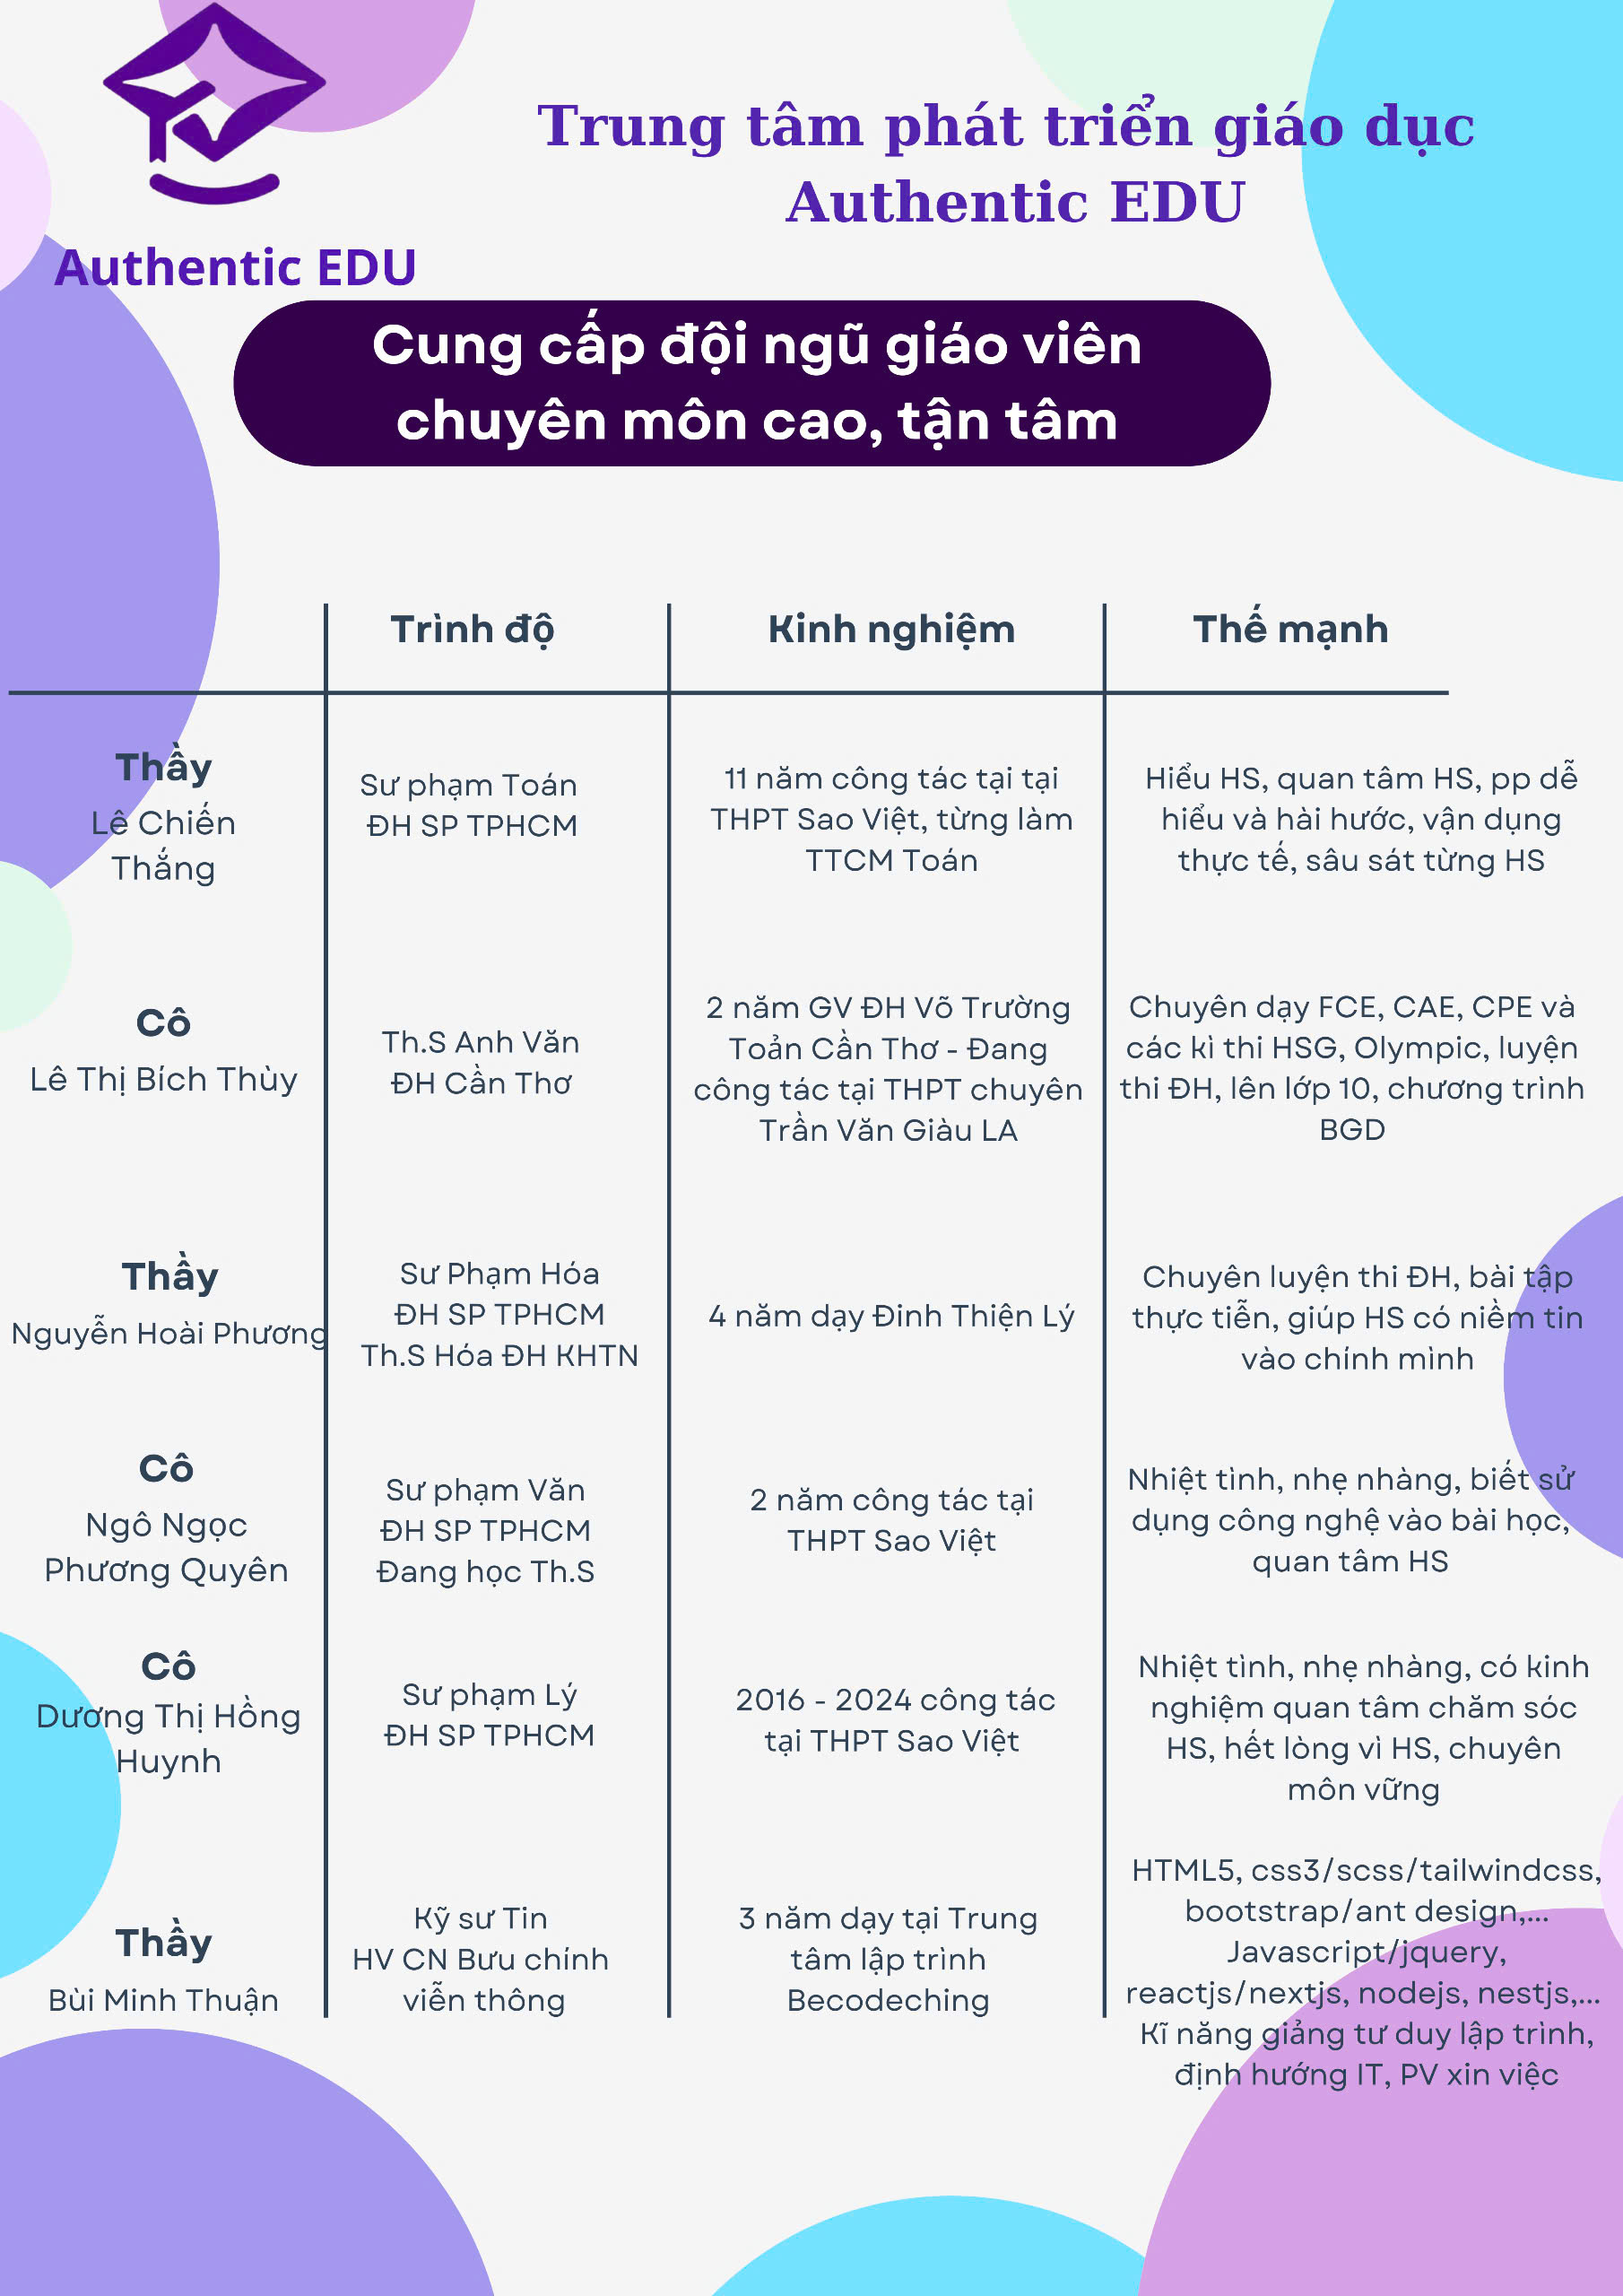 Trung tâm phát triển giáo dục
Authentic EDU
Authentic EDU
Cung cấp đội ngũ giáo viên
chuyên môn cao, tận tâm
Trình độ
Kinh nghiệm
Thế mạnh
Thầy
Lê Chiến
Thắng
Sư phạm Toán
ĐH SP TPHCM
11 năm công tác tại tại
THPT Sao Việt, từng làm
TTCM Toán
Hiểu HS, quan tâm HS, pp dễ
hiểu và hài hước, vận dụng
thực tế, sâu sát từng HS
Cô
Lê Thị Bích Thùy
Th.S Anh Văn
ĐH Cần Thơ
2 năm GV ĐH Võ Trường
Toản Cần Thơ - Đang
công tác tại THPT chuyên
Trần Văn Giàu LA
Chuyên dạy FCE, CAE, CPE và
các kì thi HSG, Olympic, luyện
thi ĐH, lên lớp 10, chương trình
BGD
Thầy
Nguyễn Hoài Phương
Sư Phạm Hóa
ĐH SP TPHCM
Th.S Hóa ĐH KHTN
4 năm dạy Đinh Thiện Lý
Chuyên luyện thi ĐH, bài tập
thực tiễn, giúp HS có niềm tin
vào chính mình
Cô
Ngô Ngọc
Phương Quyên
Sư phạm Văn
ĐH SP TPHCM
Đang học Th.S
2 năm công tác tại
THPT Sao Việt
Nhiệt tình, nhẹ nhàng, biết sử
dụng công nghệ vào bài học,
quan tâm HS
Cô
Dương Thị Hồng
Huynh
Sư phạm Lý
ĐH SP TPHCM
2016 - 2024 công tác
tại THPT Sao Việt
Nhiệt tình, nhẹ nhàng, có kinh
nghiệm quan tâm chăm sóc
HS, hết lòng vì HS, chuyên
môn vững
Thầy
Bùi Minh Thuận
Kỹ sư Tin
HV CN Bưu chính
viễn thông
3 năm dạy tại Trung
tâm lập trình
Becodeching
HTML5, css3/scss/tailwindcss,
bootstrap/ant design,...
Javascript/jquery,
reactjs/nextjs, nodejs, nestjs,...
Kĩ năng giảng tư duy lập trình,
định hướng IT, PV xin việc